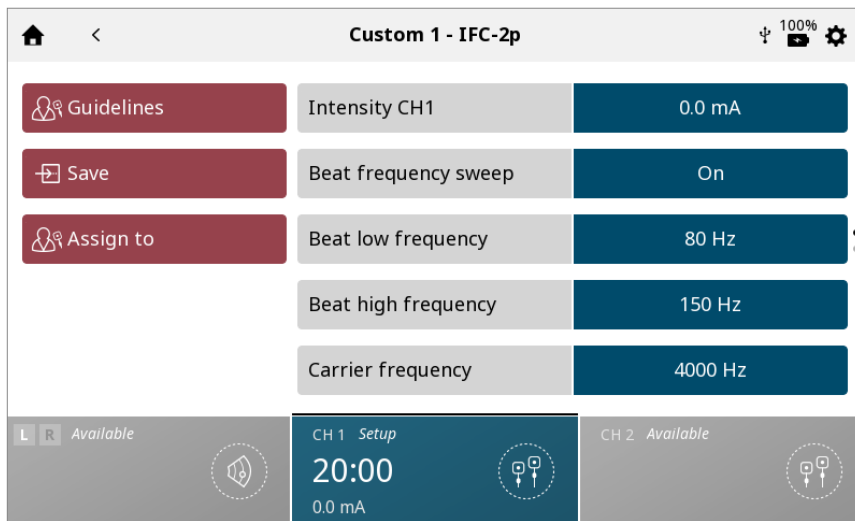 Custom 1 - IFC-2p
100%
Guidelines
Save
Assign to
Intensity CH1 0.0 mA
Beat frequency sweep On
Beat low frequency 80 Hz
Beat high frequency 150 Hz
Carrier frequency 4000 Hz
L R Available
CH 1 Setup
20:00
0.0 mA
CH 2 Available